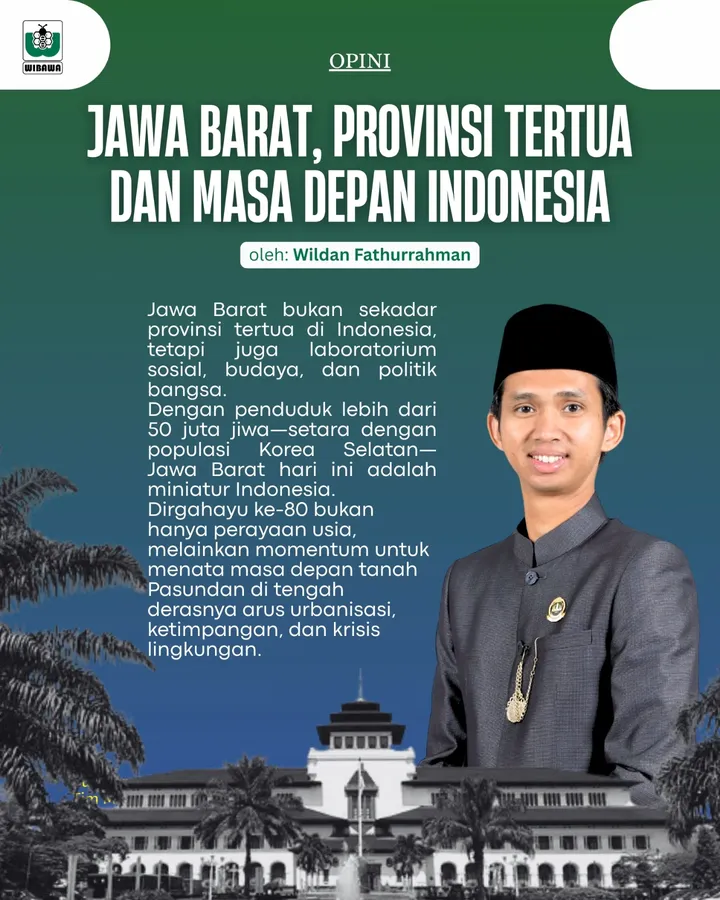 WIBAWA
OPINI
JAWA BARAT, PROVINSI TERTUA
DAN MASA DEPAN INDONESIA
oleh: Wildan Fathurrahman
Jawa Barat bukan sekadar
provinsi tertua di Indonesia,
tetapi juga laboratorium
sosial, budaya, dan politik
bangsa.
Dengan penduduk lebih dari
50 juta jiwa—setara dengan
populasi Korea Selatan—
Jawa Barat hari ini adalah
miniatur Indonesia.
Dirgahayu ke-80 bukan
hanya perayaan usia,
melainkan momentum untuk
menata masa depan tanah
Pasundan di tengah
derasnya arus urbanisasi,
ketimpangan, dan krisis
lingkungan.